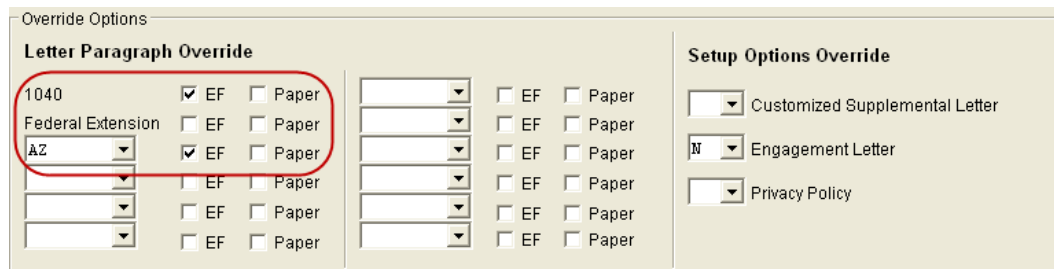 Override Options
Letter Paragraph Override
1040 EF Paper
Federal Extension EF Paper
AZ EF Paper
EF Paper
EF Paper
EF Paper
EF Paper
EF Paper
EF Paper
EF Paper
EF Paper
EF Paper
Setup Options Override
Customized Supplemental Letter
N Engagement Letter
Privacy Policy